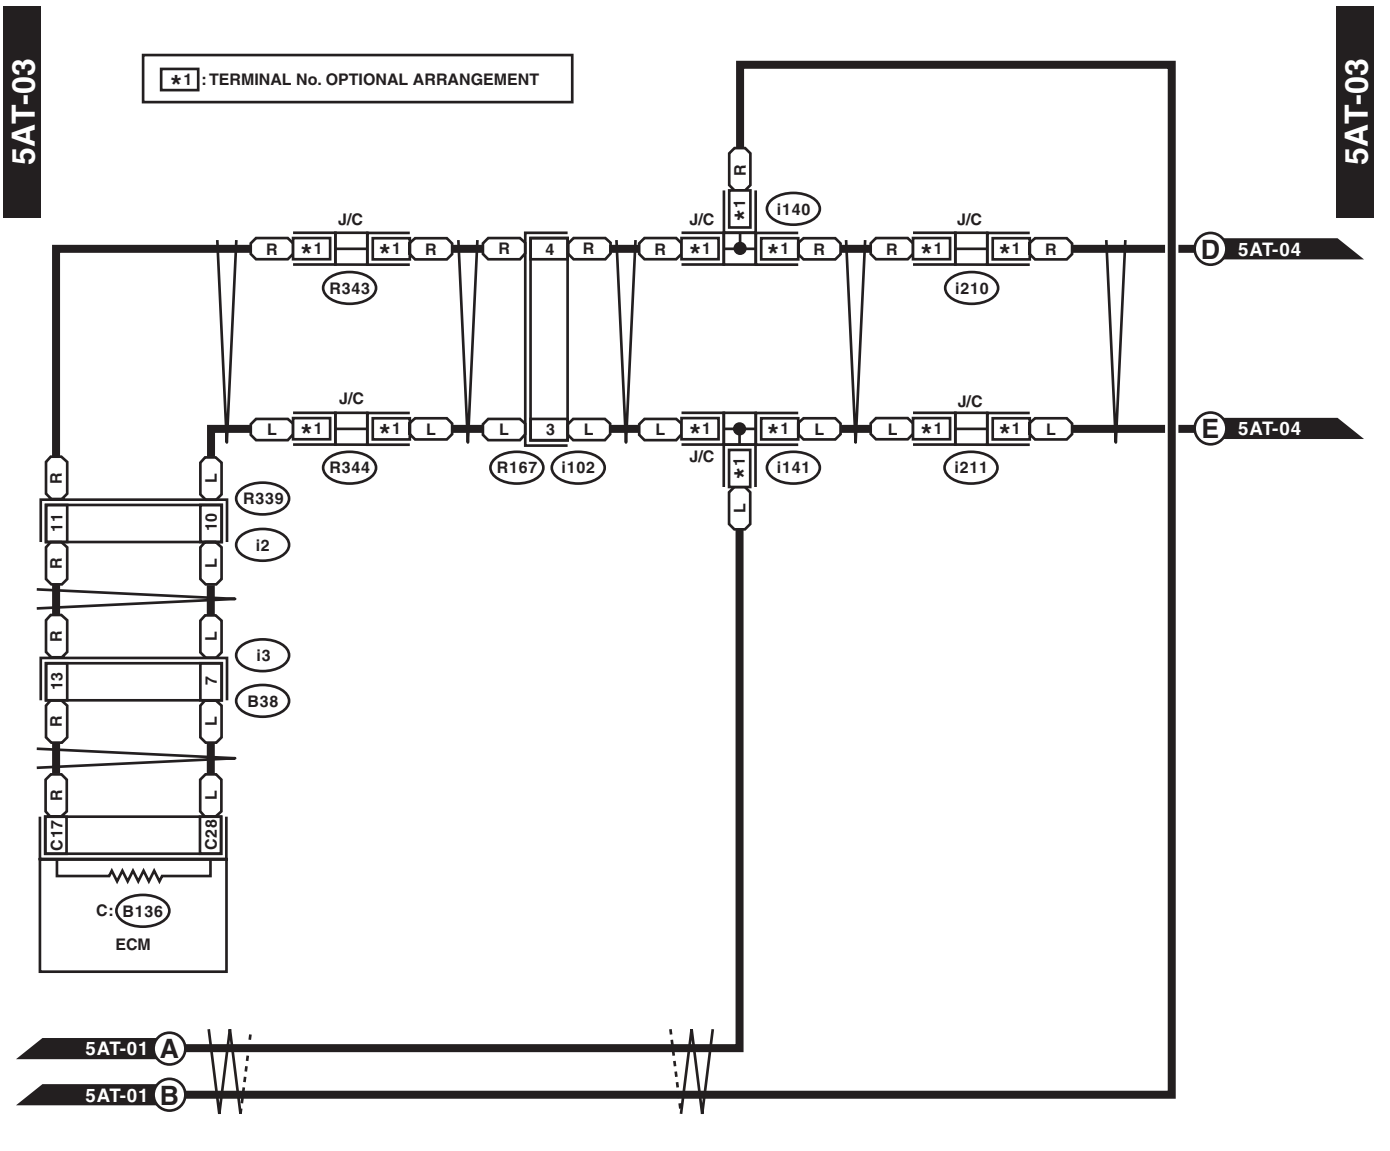 5AT-03
5AT-03
*1 : TERMINAL No. OPTIONAL ARRANGEMENT
R
*1
i140
J/C
J/C
J/C
R *1 *1 R R 4 R R *1 *1 R R *1 *1 R
D 5AT-04
R343
i210
J/C
J/C
L *1 *1 L L 3 L L *1 *1 L L *1 *1 L
E 5AT-04
R344
R167
i102
J/C
*1
i141
i211
L
R L
R339
11 10
i2
R L
R L
i3
13 7
B38
R L
R L
C17 C28
C: B136
ECM
5AT-01 A
5AT-01 B